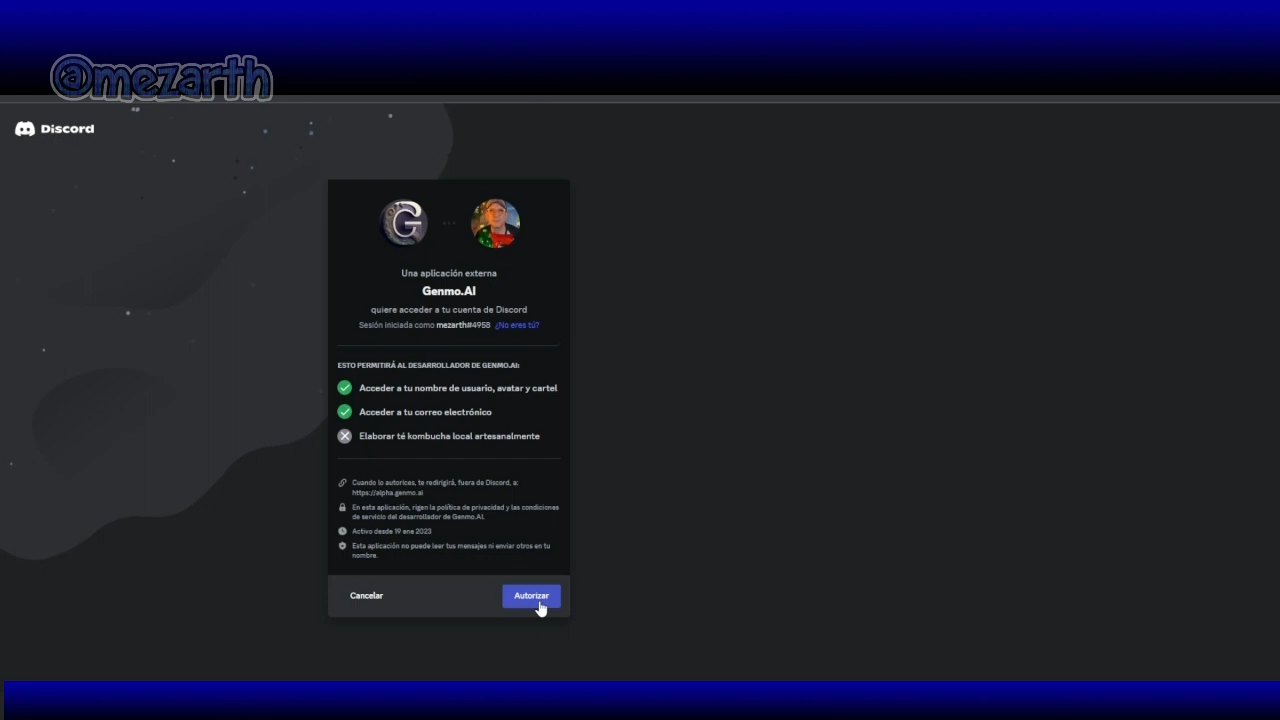 @mezarth
Discord
Una aplicación externa
Genmo.AI
quiere acceder a tu cuenta de Discord
Sesión iniciada como mezarth#4958 ¿No eres tú?
ESTO PERMITIRÁ AL DESARROLLADOR DE GENMO.AI:
Acceder a tu nombre de usuario, avatar y cartel
Acceder a tu correo electrónico
Elaborar té kombucha local artesanalmente
Cuando lo autorices, te redirigirá, fuera de Discord, a:
https://alpha.genmo.ai
En esta aplicación, rigen la política de privacidad y las condiciones
de servicio del desarrollador de Genmo.AI.
Activo desde 19 ene 2023
Esta aplicación no puede leer tus mensajes ni enviar otros en tu
nombre.
Cancelar
Autorizar